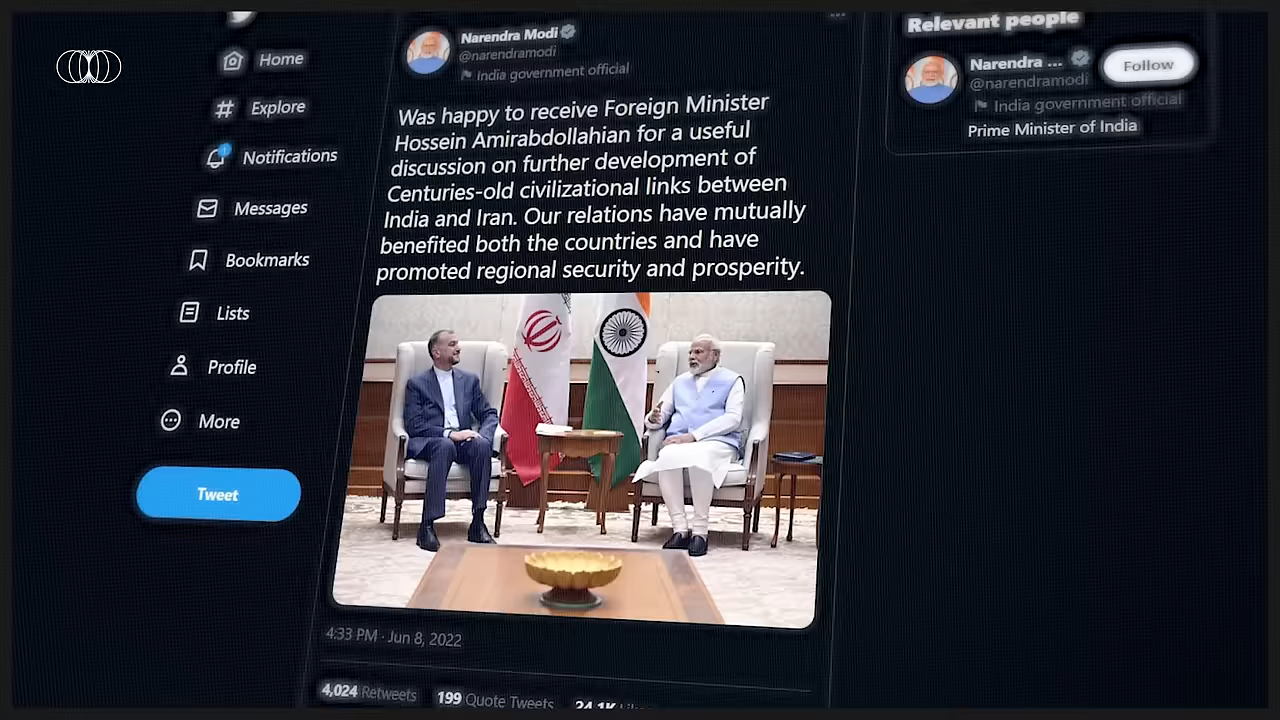 Home
Explore
1
Notifications
Messages
Bookmarks
Lists
Profile
More
Tweet
Narendra Modi
@narendramodi
India government official
Was happy to receive Foreign Minister
Hossein Amirabdollahian for a useful
discussion on further development of
Centuries-old civilizational links between
India and Iran. Our relations have mutually
benefited both the countries and have
promoted regional security and prosperity.
4:33 PM · Jun 8, 2022
4,024 Retweets 199 Quote Tweets 24.1K
Relevant people
Narendra ...
@narendramodi
Follow
India government official
Prime Minister of India